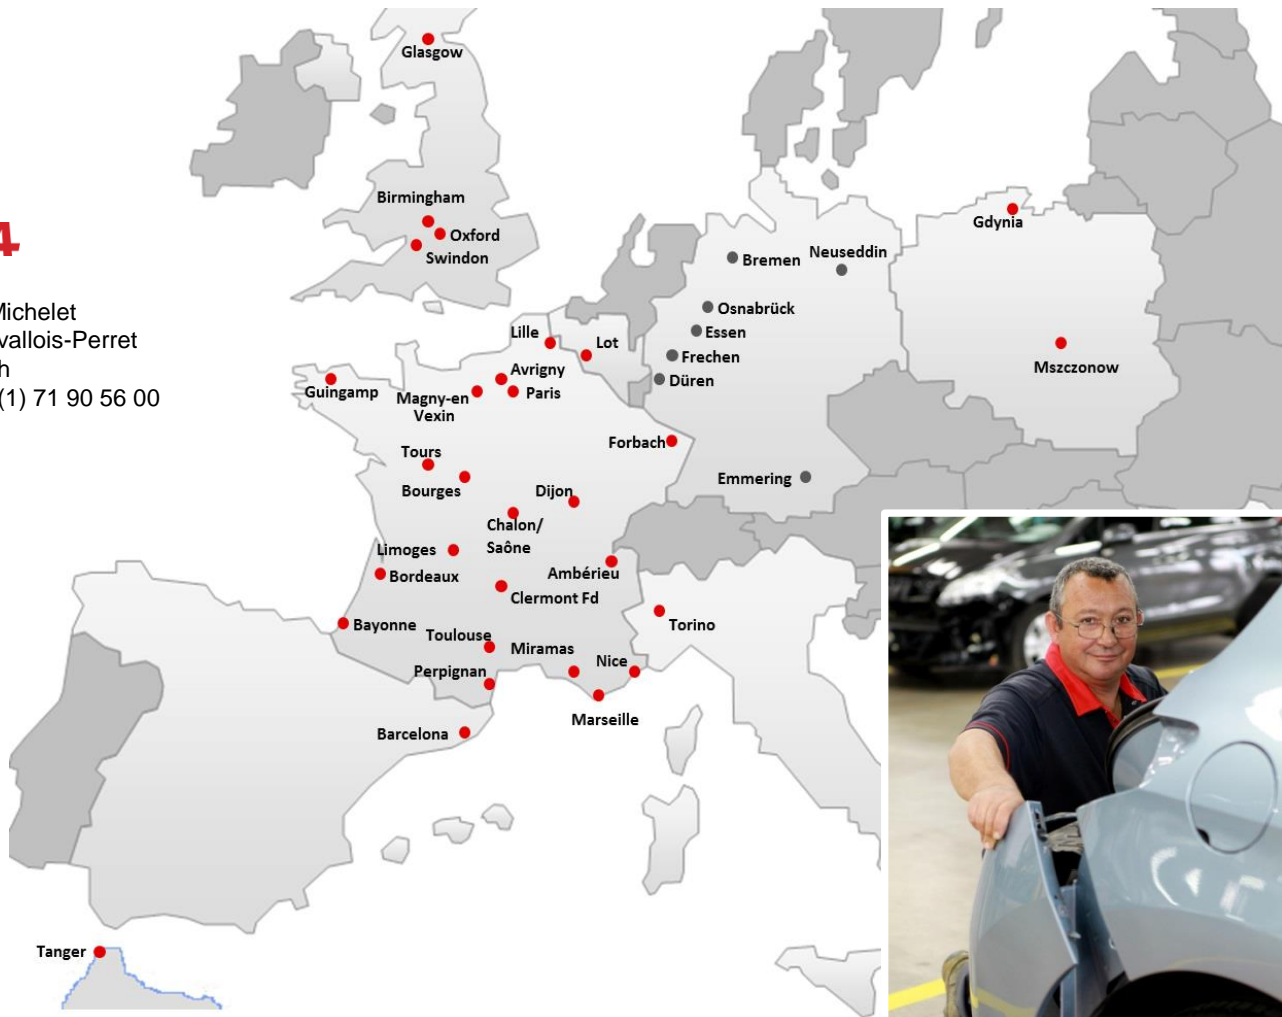 Glasgow
Birmingham
Oxford
Swindon
4
Michelet
vallois-Perret
h
(1) 71 90 56 00
Gdynia
Bremen
Neuseddin
Osnabrück
Essen
Frechen
Düren
Mszczonow
Lille
Lot
Avrigny
Paris
Guingamp
Magny-en
Vexin
Forbach
Tours
Bourges
Emmering
Dijon
Chalon/
Saône
Limoges
Bordeaux
Ambérieu
Clermont Fd
Bayonne
Torino
Toulouse
Miramas
Nice
Perpignan
Marseille
Barcelona
Tanger